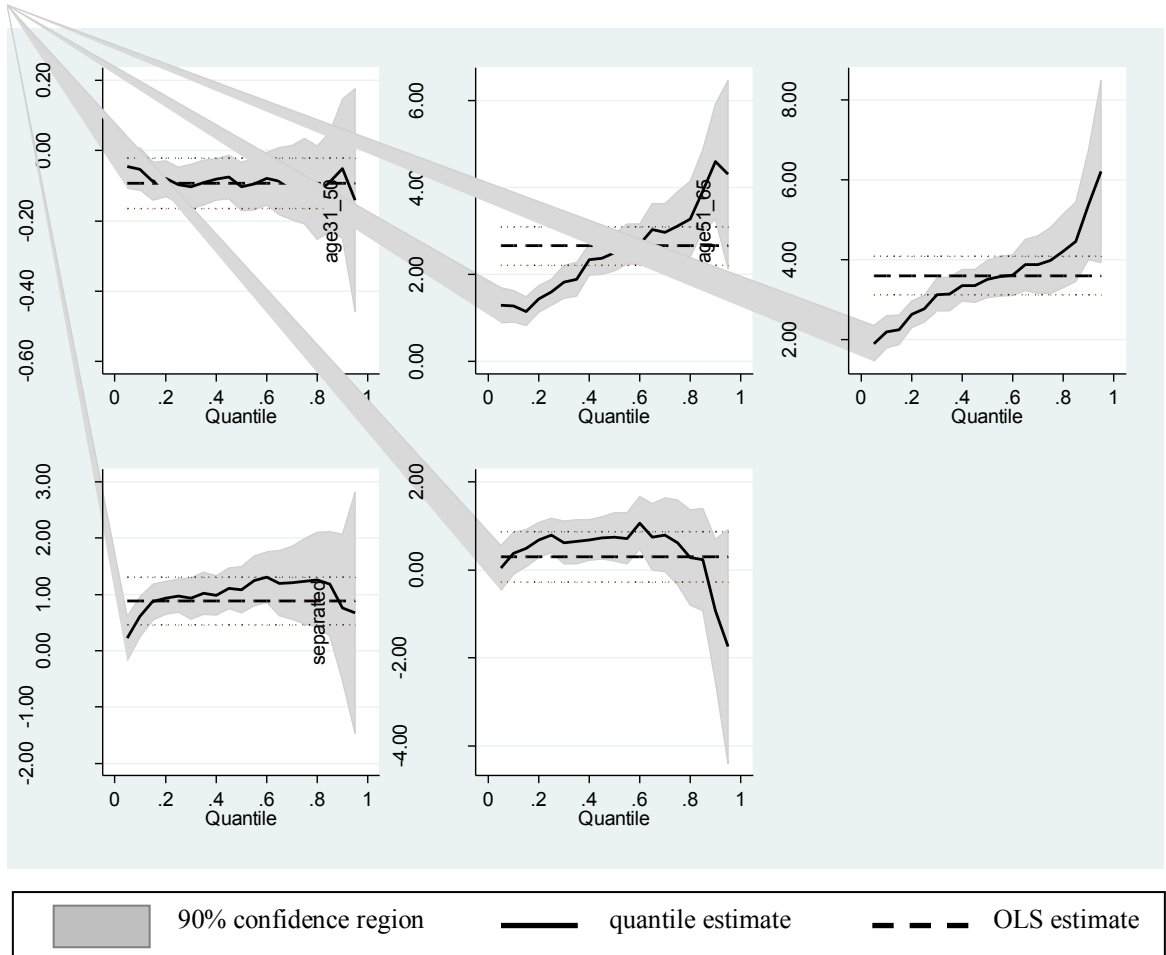 0.20
0.00
-0.20
-0.40
-0.60
age31_50
0 .2 .4 .6 .8 1
Quantile
6.00
4.00
2.00
0.00
age51_65
0 .2 .4 .6 .8 1
Quantile
8.00
6.00
4.00
2.00
0 .2 .4 .6 .8 1
Quantile
3.00
2.00
1.00
0.00
-1.00
-2.00
separated
0 .2 .4 .6 .8 1
Quantile
2.00
0.00
-2.00
-4.00
0 .2 .4 .6 .8 1
Quantile
90% confidence region quantile estimate OLS estimate